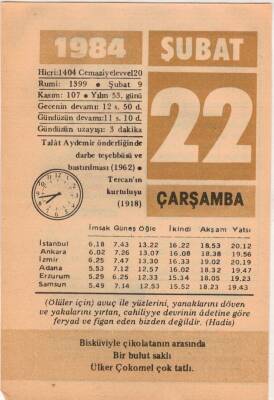 1984 ŞUBAT
Hicri:1404 Cemaziyelevvel20
Rumi: 1399 • Şubat 9
Kasım: 107 • Yılın 53. günü
Gecenin devamı: 12 s. 50 d.
Gündüzün devamı:11 s. 10 d.
Gündüzün uzayışı: 3 dakika
22
Talât Aydemir önderliğinde
darbe teşebbüsü ve
bastırılması (1962) •
Tercan'ın
kurtuluşu
(1918)
ÇARŞAMBA
İmsak Güneş Öğle İkindi Akşam Yatsı
İstanbul 6,18 7,43 13,22 16,22 18,53 20,12
Ankara 6,02 7,26 13,07 16,08 18,38 19,56
İzmir 6,25 7,47 13,30 16,33 19,02 20,19
Adana 5,53 7,12 12,57 16,02 18,32 19,47
Erzurum 5,29 6,25 12,33 15,34 18,05 19,23
Samsun 5,49 7,14 12,53 15,52 18,23 19,43
(Ölüler için) avuç ile yüzlerini, yanaklarını döven
ve yakalarını yırtan, cahiliyye devrinin âdetine göre
feryad ve figan eden bizden değildir. (Hadis)
Bisküviyle çikolatanın arasında
Bir bulut saklı
Ülker Çokomel çok tatlı.